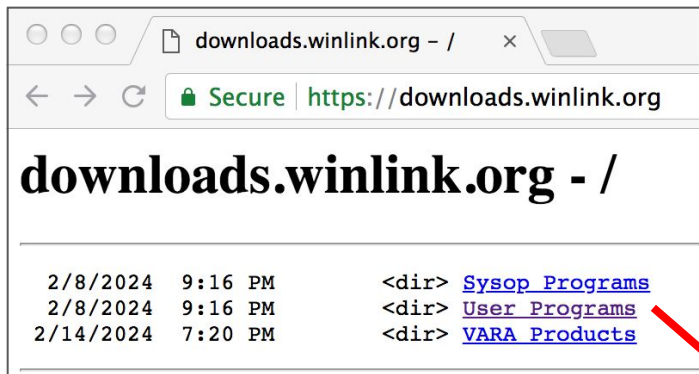 downloads.winlink.org - /
Secure https://downloads.winlink.org
downloads.winlink.org - /
2/8/2024 9:16 PM <dir> Sysop Programs
2/8/2024 9:16 PM <dir> User Programs
2/14/2024 7:20 PM <dir> VARA Products